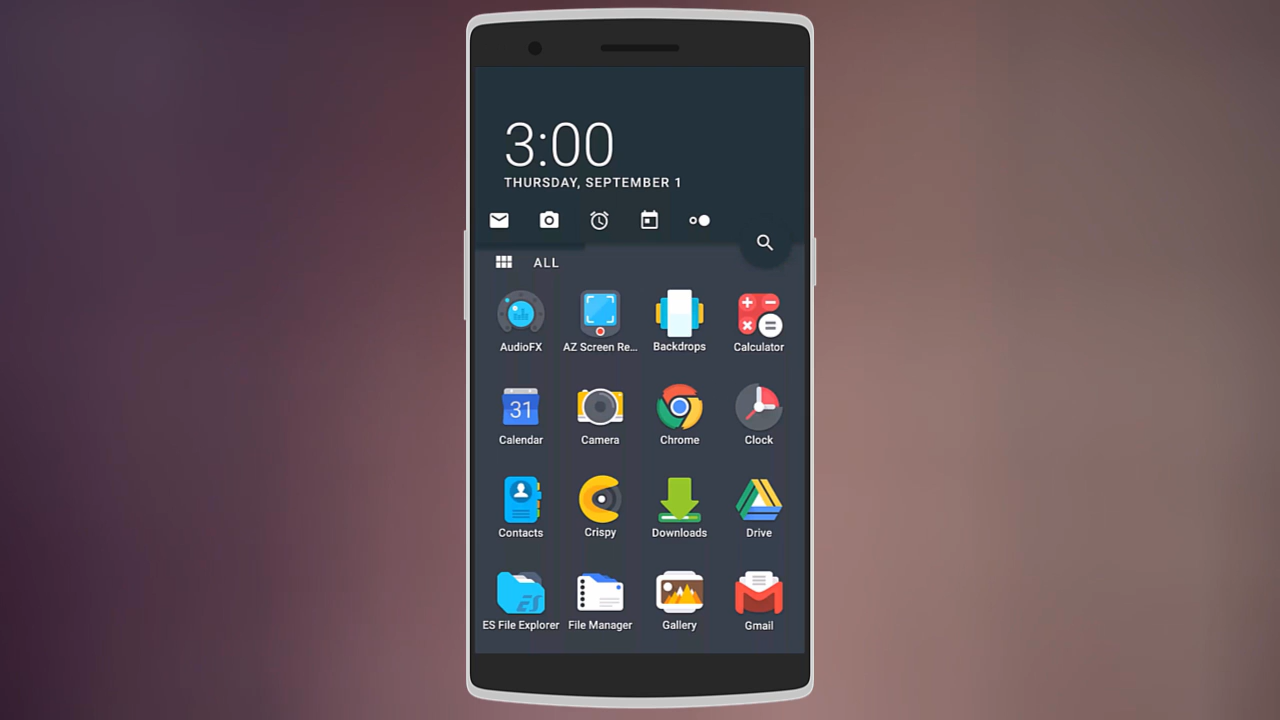 3:00
THURSDAY, SEPTEMBER 1
ALL
AudioFX AZ Screen Re... Backdrops Calculator
31
Calendar Camera Chrome Clock
Contacts Crispy Downloads Drive
ES
ES File Explorer File Manager Gallery Gmail